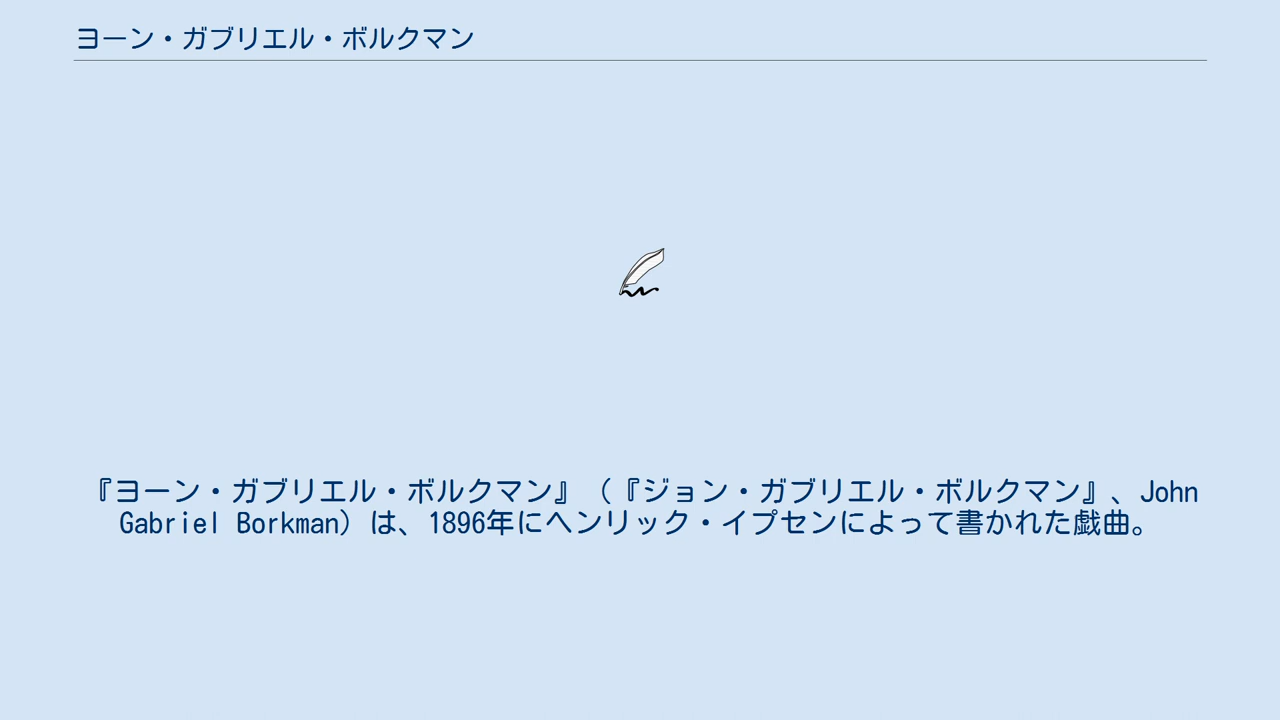 ヨーン・ガブリエル・ボルクマン
『ヨーン・ガブリエル・ボルクマン』（『ジョン・ガブリエル・ボルクマン』、John
Gabriel Borkman）は、1896年にヘンリック・イプセンによって書かれた戯曲。